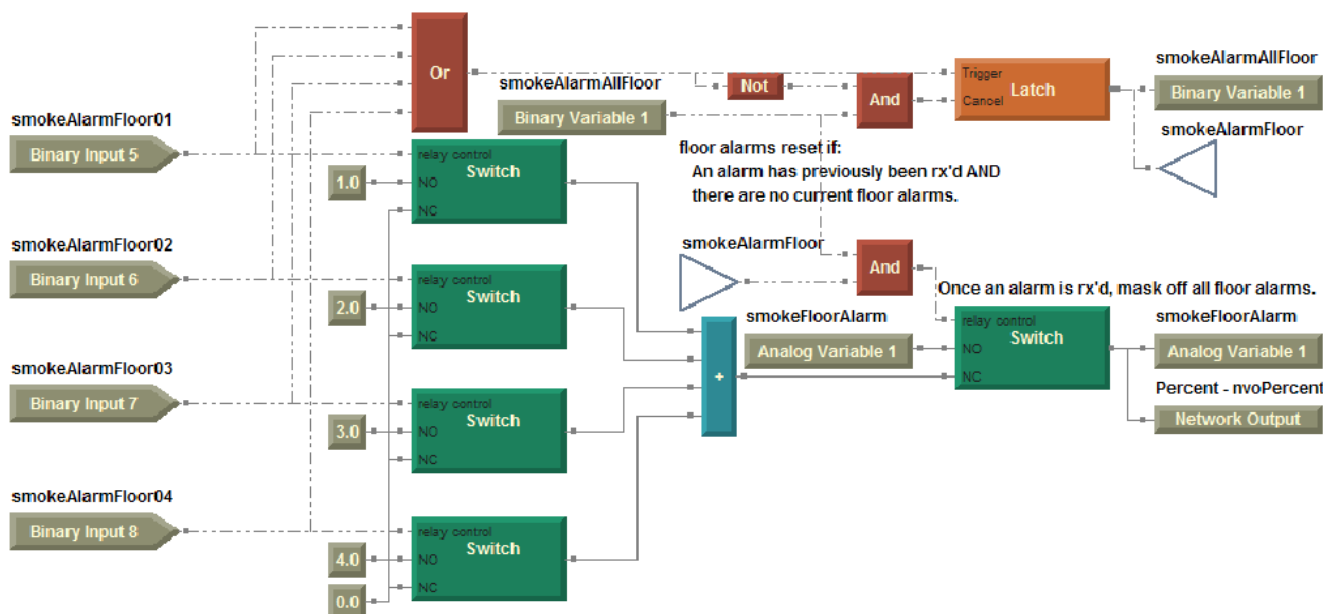 Or
smokeAlarmAllFloor
Binary Variable 1
Not
And
Trigger
Cancel
Latch
smokeAlarmAllFloor
Binary Variable 1
smokeAlarmFloor
smokeAlarmFloor01
Binary Input 5
relay control
Switch
1.0
NO
NC
floor alarms reset if:
An alarm has previously been rx'd AND
there are no current floor alarms.
smokeAlarmFloor02
Binary Input 6
relay control
Switch
2.0
NO
NC
smokeAlarmFloor
And
Once an alarm is rx'd, mask off all floor alarms.
smokeFloorAlarm
Analog Variable 1
relay control
NO
Switch
NC
smokeFloorAlarm
Analog Variable 1
Percent - nvoPercent
Network Output
+
smokeAlarmFloor03
Binary Input 7
relay control
Switch
3.0
NO
NC
smokeAlarmFloor04
Binary Input 8
relay control
Switch
4.0
NO
0.0
NC